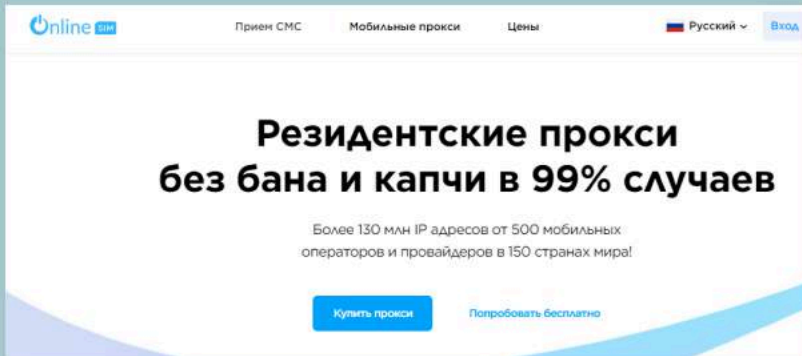 Online SIM
Прием СМС
Мобильные прокси
Цены
Русский
Вход
Резидентские прокси
без бана и капчи в 99% случаев
Более 130 млн IP адресов от 500 мобильных
операторов и провайдеров в 150 странах мира!
Купить прокси
Попробовать бесплатно